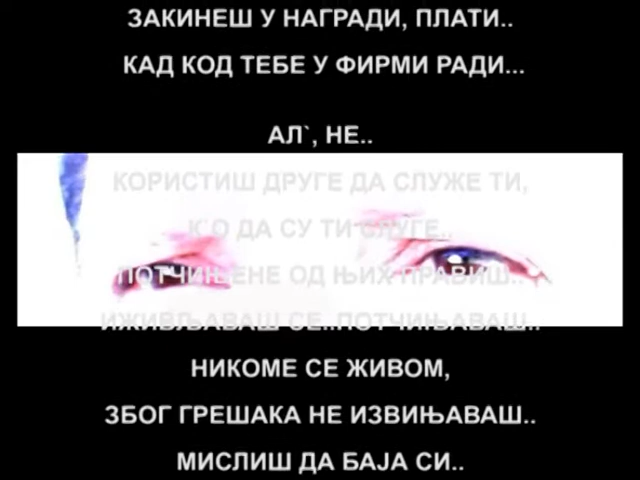 ЗАКИНЕШ У НАГРАДИ, ПЛАТИ..
КАД КОД ТЕБЕ У ФИРМИ РАДИ...
АЛ`, НЕ..
КОРИСТИШ ДРУГЕ ДА СЛУЖЕ ТИ,
К`О ДА СУ ТИ СЛУГЕ..
ПОТЧИЊЕНЕ ОД ЊИХ ПРАВИШ..
ИЖИВЉАВАШ СЕ..ПОТЧИЊАВАШ..
НИКОМЕ СЕ ЖИВОМ,
ЗБОГ ГРЕШАКА НЕ ИЗВИЊАВАШ..
МИСЛИШ ДА БАЈА СИ..